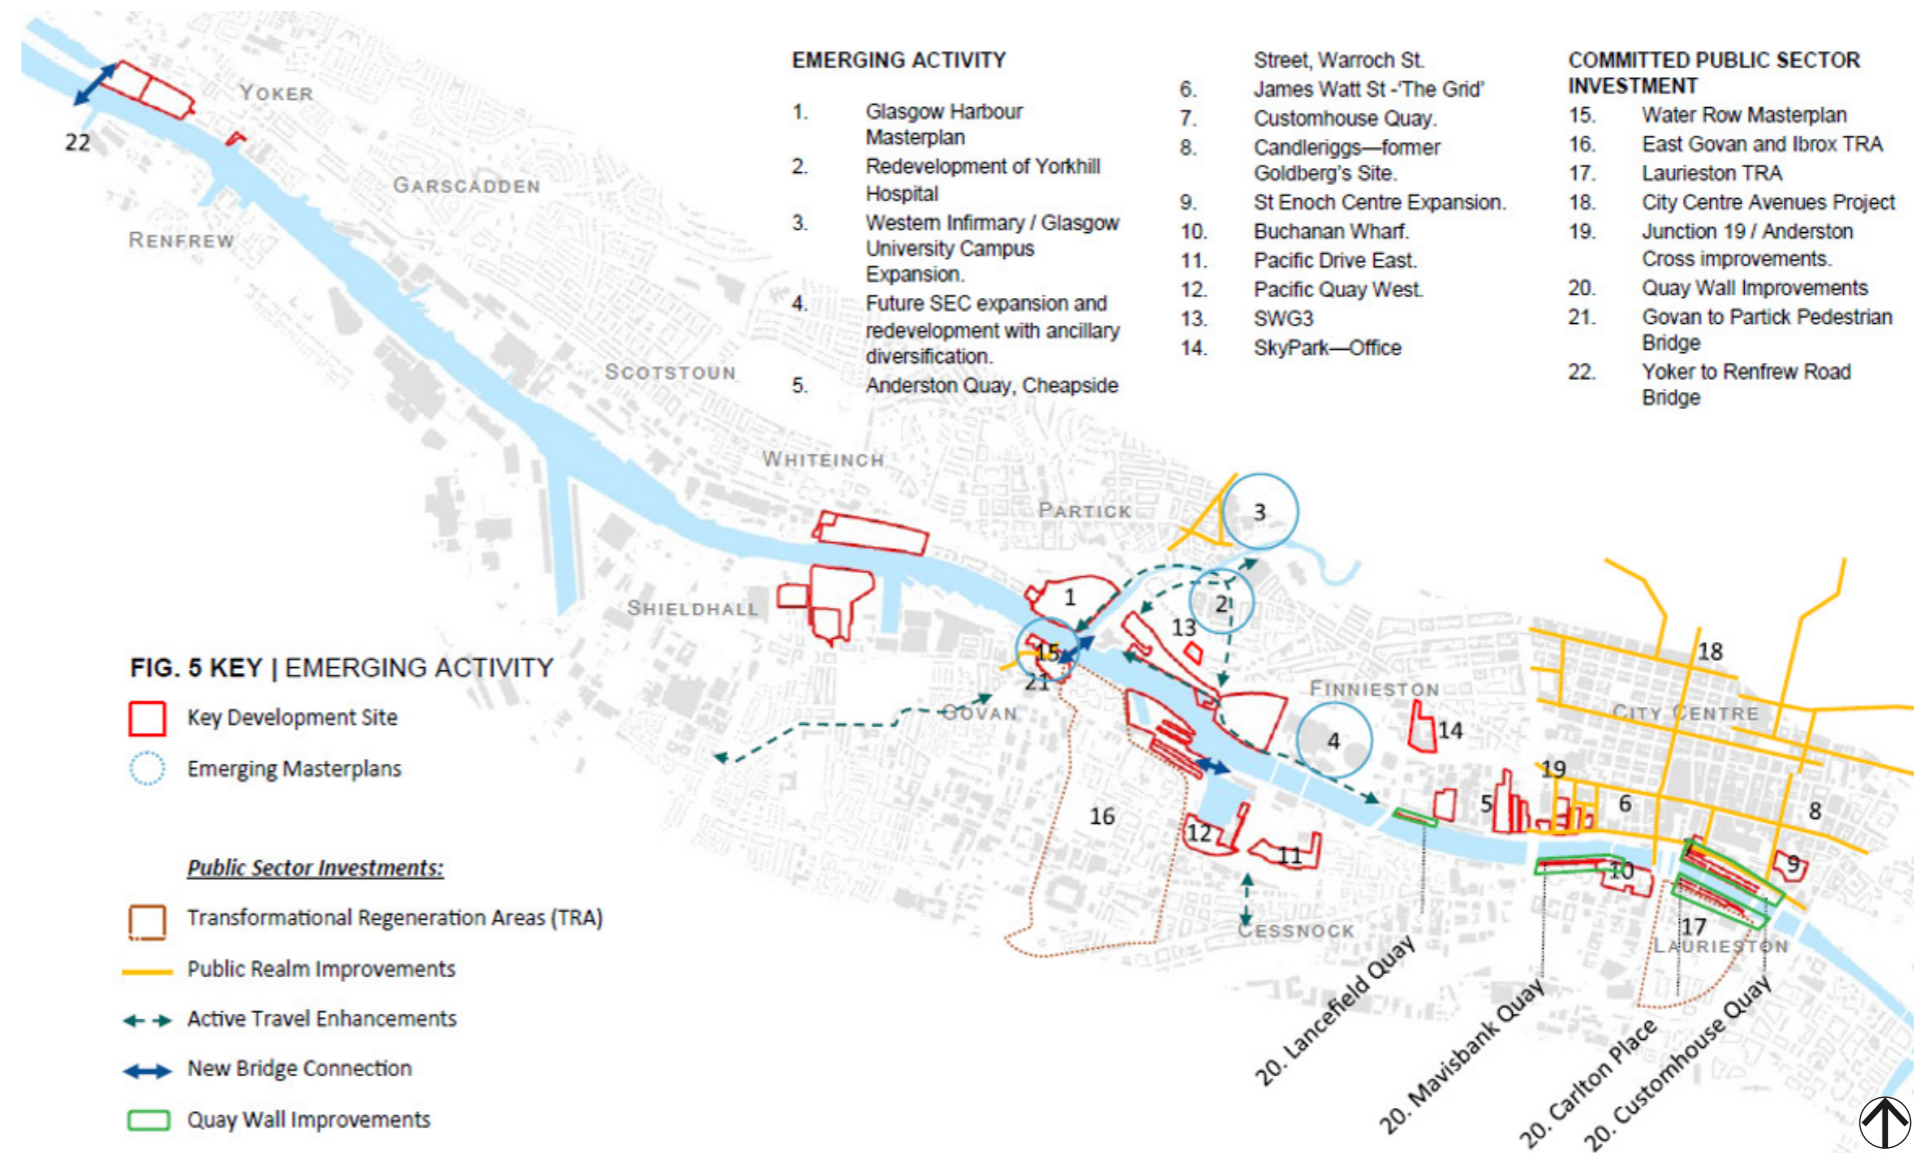 EMERGING ACTIVITY
1. Glasgow Harbour
Masterplan
2. Redevelopment of Yorkhill
Hospital
3. Western Infirmary / Glasgow
University Campus
Expansion.
4. Future SEC expansion and
redevelopment with ancillary
diversification.
5. Anderston Quay, Cheapside
Street, Warroch St.
6. James Watt St -'The Grid'
7. Customhouse Quay.
8. Candleriggs—former
Goldberg's Site.
9. St Enoch Centre Expansion.
10. Buchanan Wharf.
11. Pacific Drive East.
12. Pacific Quay West.
13. SWG3
14. SkyPark—Office
COMMITTED PUBLIC SECTOR
INVESTMENT
15. Water Row Masterplan
16. East Govan and Ibrox TRA
17. Laurieston TRA
18. City Centre Avenues Project
19. Junction 19 / Anderston
Cross improvements.
20. Quay Wall Improvements
21. Govan to Partick Pedestrian
Bridge
22. Yoker to Renfrew Road
Bridge
YOKER
22
GARSCADDEN
RENFREW
SCOTSTOUN
WHITEINCH
PARTICK
3
SHIELDHALL
1
2
13
15
21
GOVAN
FINNIESTON
18
CITY CENTRE
4
14
19
16
12
11
5
6
8
7
9
10
17
CESSNOCK
LAURIESTON
20. Lancefield Quay
20. Mavisbank Quay
20. Carlton Place
20. Customhouse Quay
FIG. 5 KEY | EMERGING ACTIVITY
Key Development Site
Emerging Masterplans
Public Sector Investments:
Transformational Regeneration Areas (TRA)
Public Realm Improvements
Active Travel Enhancements
New Bridge Connection
Quay Wall Improvements